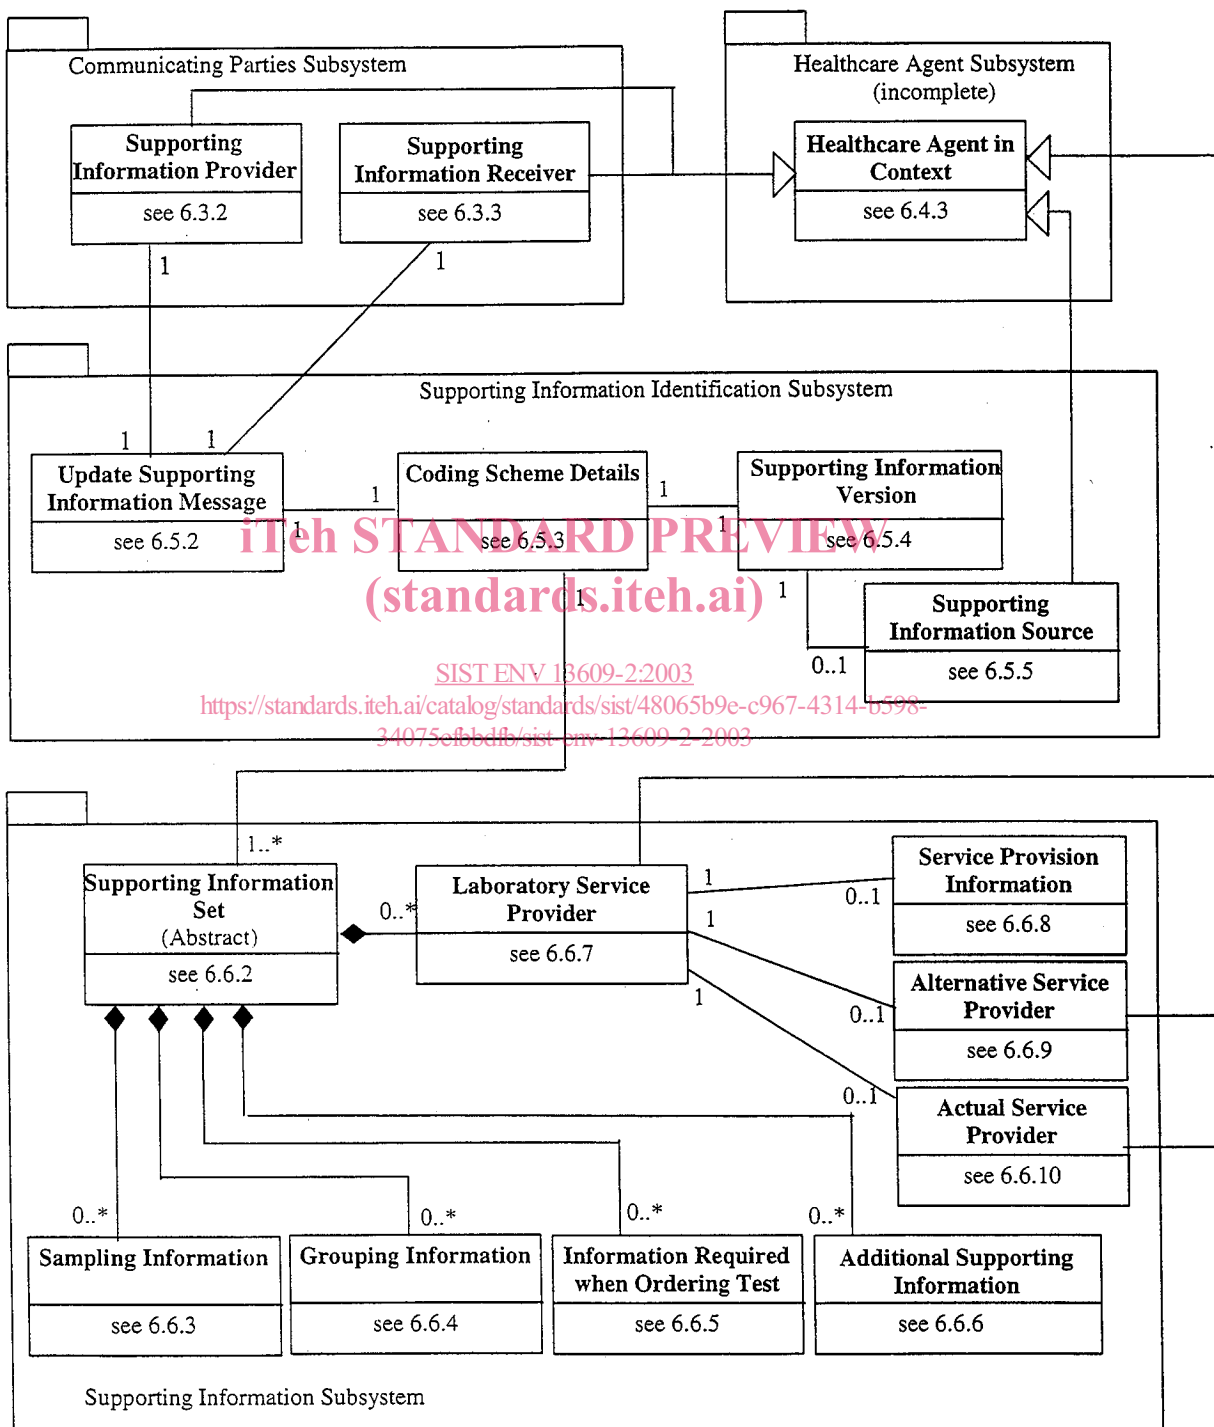 Communicating Parties Subsystem
Healthcare Agent Subsystem
(incomplete)
Supporting
Information Provider
see 6.3.2
Supporting
Information Receiver
see 6.3.3
Healthcare Agent in
Context
see 6.4.3
1
1
Supporting Information Identification Subsystem
1
1
Update Supporting
Information Message
see 6.5.2
1
1
Coding Scheme Details
see 6.5.3
1
1
Supporting Information
Version
see 6.5.4
iTeh STANDARD PREVIEW
(standards.iteh.ai)
1
1
0..1
Supporting
Information Source
see 6.5.5
SIST ENV 13609-2:2003
https://standards.iteh.ai/catalog/standards/sist/48065b9e-c967-4314-b598-
34075efbbdfb/sist-env-13609-2-2003
1..*
Supporting Information
Set
(Abstract)
see 6.6.2
0..*
Laboratory Service
Provider
see 6.6.7
1
0..1
Service Provision
Information
see 6.6.8
1
0..1
Alternative Service
Provider
see 6.6.9
1
0..1
Actual Service
Provider
see 6.6.10
0..*
0..*
0..*
0..*
Sampling Information
see 6.6.3
Grouping Information
see 6.6.4
Information Required
when Ordering Test
see 6.6.5
Additional Supporting
Information
see 6.6.6
Supporting Information Subsystem